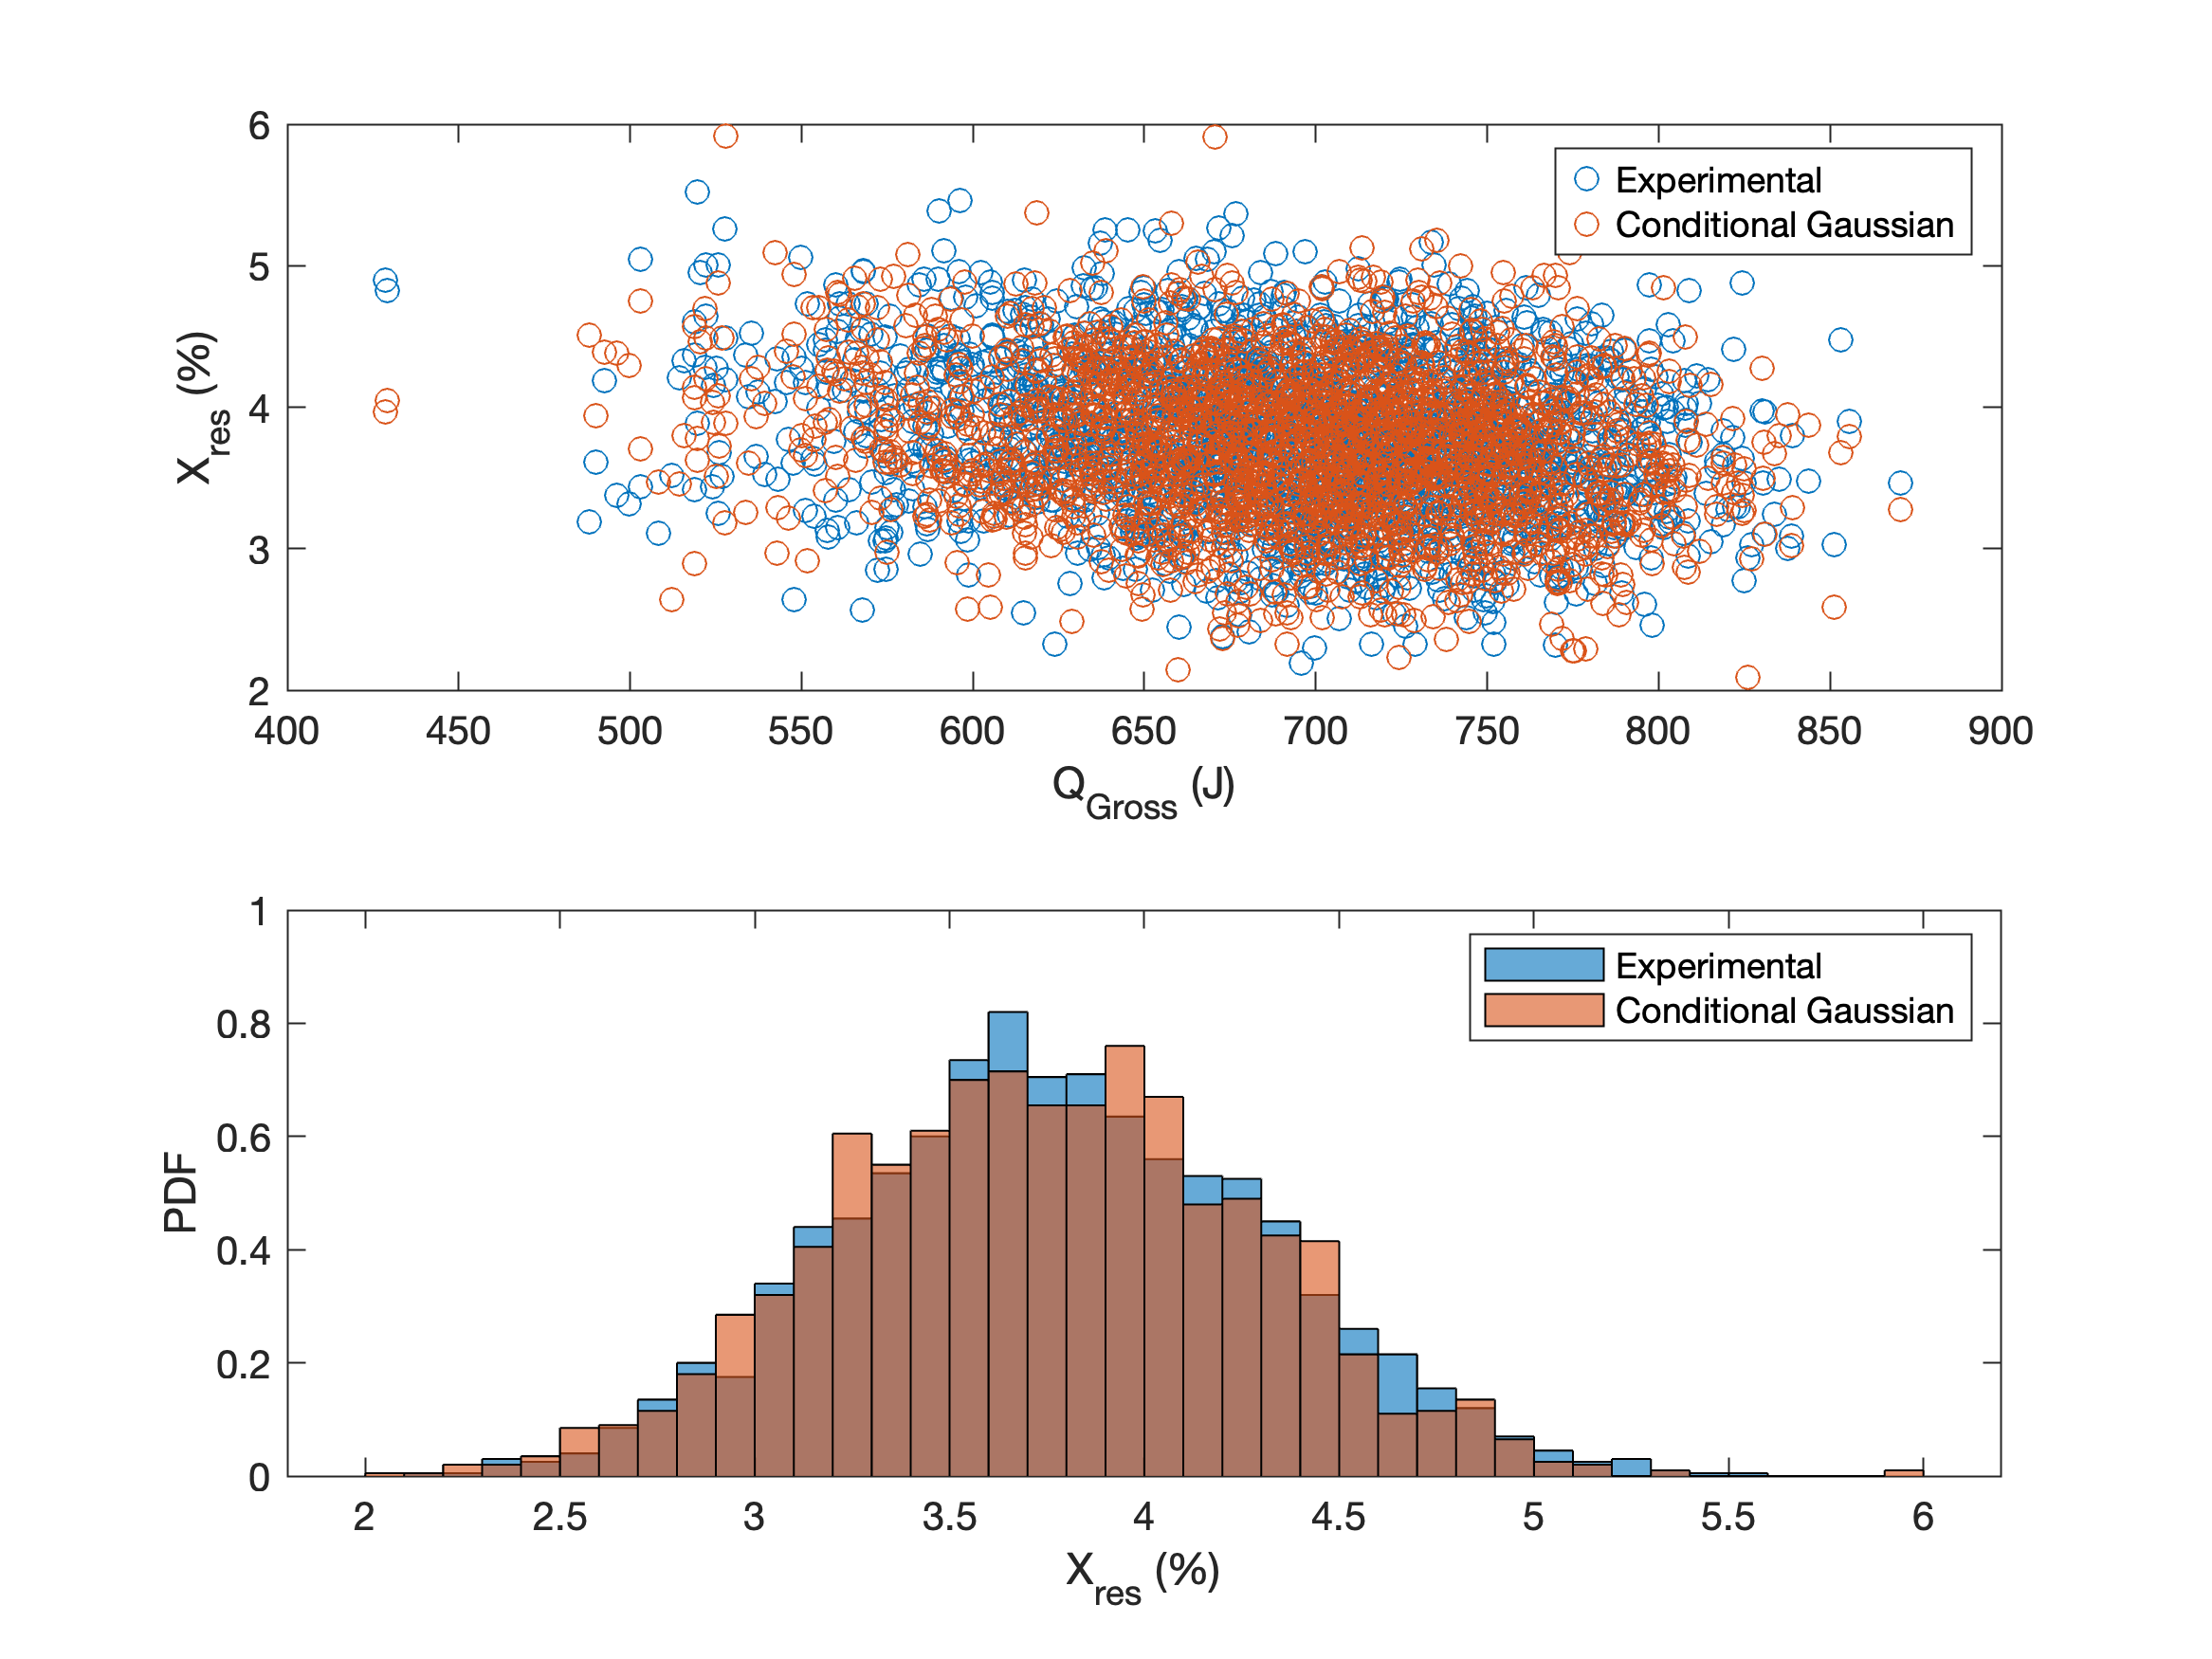 6
5
4
3
2
X_res (%)
Experimental
Conditional Gaussian
400 450 500 550 600 650 700 750 800 850 900
Q_Gross (J)
1
0.8
0.6
0.4
0.2
0
PDF
Experimental
Conditional Gaussian
2 2.5 3 3.5 4 4.5 5 5.5 6
X_res (%)